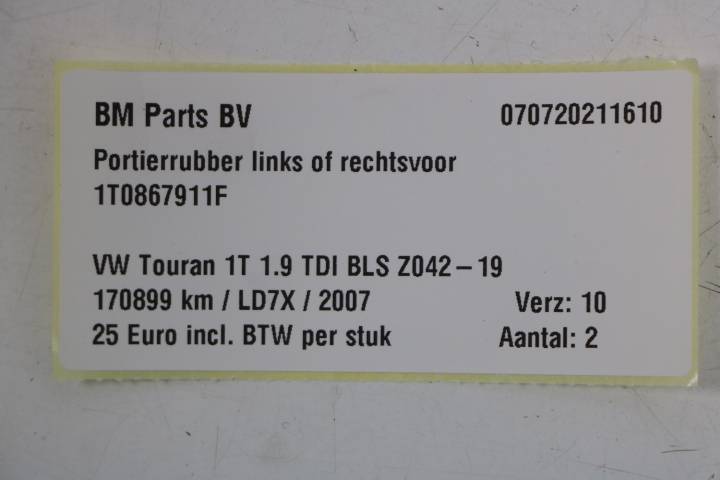 BM Parts BV 070720211610
Portierrubber links of rechtsvoor
1T0867911F
VW Touran 1T 1.9 TDI BLS Z042-19
170899 km / LD7X / 2007 Verz: 10
25 Euro incl. BTW per stuk Aantal: 2